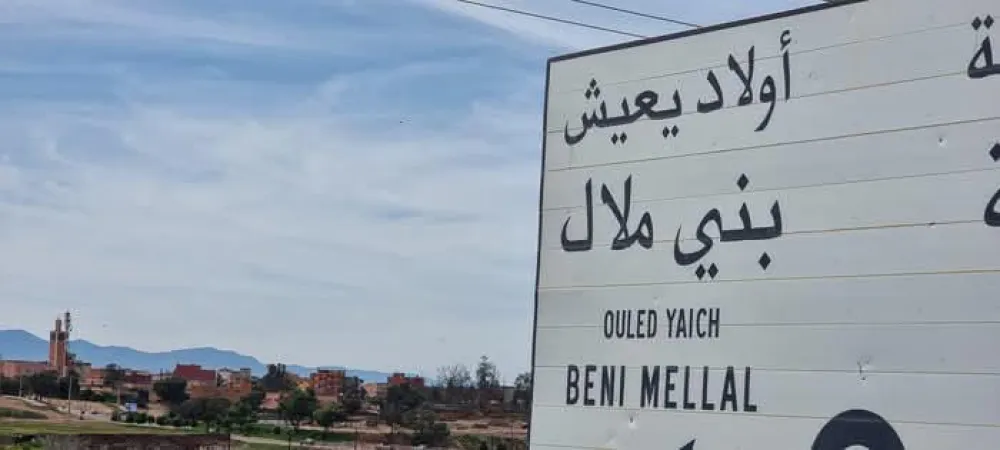 أولاد يعيش
بني ملال
OULED YAICH
BENI MELLAL